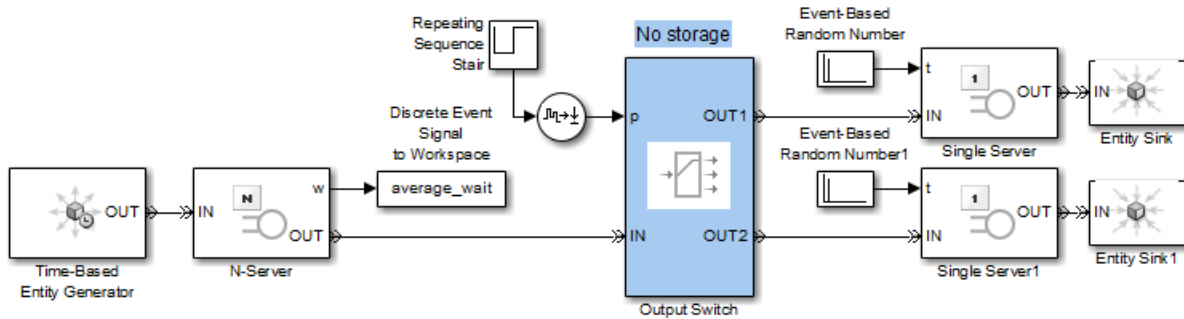 Repeating
Sequence
Stair
No storage
Event-Based
Random Number
t
1
OUT
IN
IN
Single Server
Entity Sink
p
OUT1
Discrete Event
Signal
to Workspace
average_wait
Event-Based
Random Number1
t
1
OUT
IN
IN
Single Server1
Entity Sink1
OUT
Time-Based
Entity Generator
IN
N
w
OUT
N-Server
IN
OUT2
Output Switch